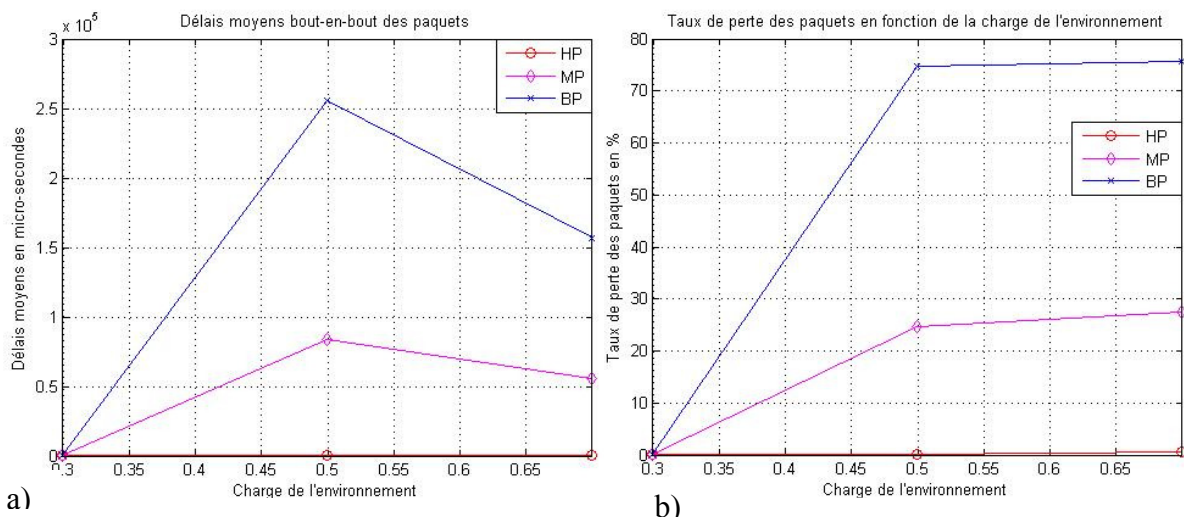 Délais moyens bout-en-bout des paquets
x 10^5
3
2.5
2
1.5
1
0.5
0
0.3 0.35 0.4 0.45 0.5 0.55 0.6 0.65
Délais moyens en micro-secondes
Charge de l'environnement
HP
MP
BP
a)
Taux de perte des paquets en fonction de la charge de l'environnement
80
70
60
50
40
30
20
10
0
0.3 0.35 0.4 0.45 0.5 0.55 0.6 0.65
Taux de perte des paquets en %
Charge de l'environnement
HP
MP
BP
b)